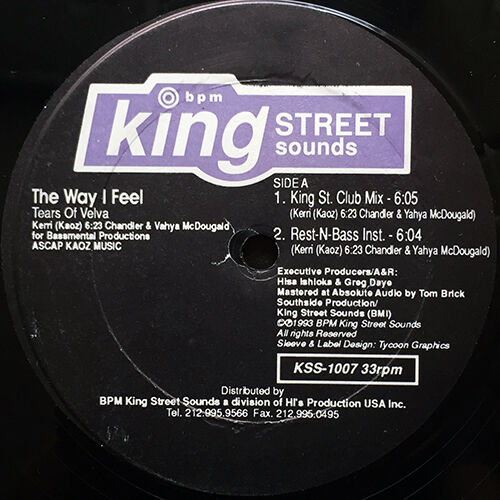 bpm
king STREET
sounds
The Way I Feel
Tears Of Velva
Kerri (Kaoz) 6:23 Chandler & Yahya McDougald
for Bassmental Productions
ASCAP KAOZ MUSIC
SIDE A
1. King St. Club Mix - 6:05
(Kerri (Kaoz) 6:23 Chandler & Yahya McDougald)
2. Rest-N-Bass Inst. - 6:04
(Kerri (Kaoz) 6:23 Chandler & Yahya McDougald)
Executive Producers/A&R:
Hisa Ishioka & Greg Daye
Mastered at Absolute Audio by Tom Brick
Southside Production/
King Street Sounds (BMI)
©℗1993 BPM King Street Sounds
All rights Reserved
Sleeve & Label Design: Tycoon Graphics
KSS-1007 33rpm
Distributed by
BPM King Street Sounds a division of HI's Production USA Inc.
Tel. 212.995.9566 Fax. 212.995.0495